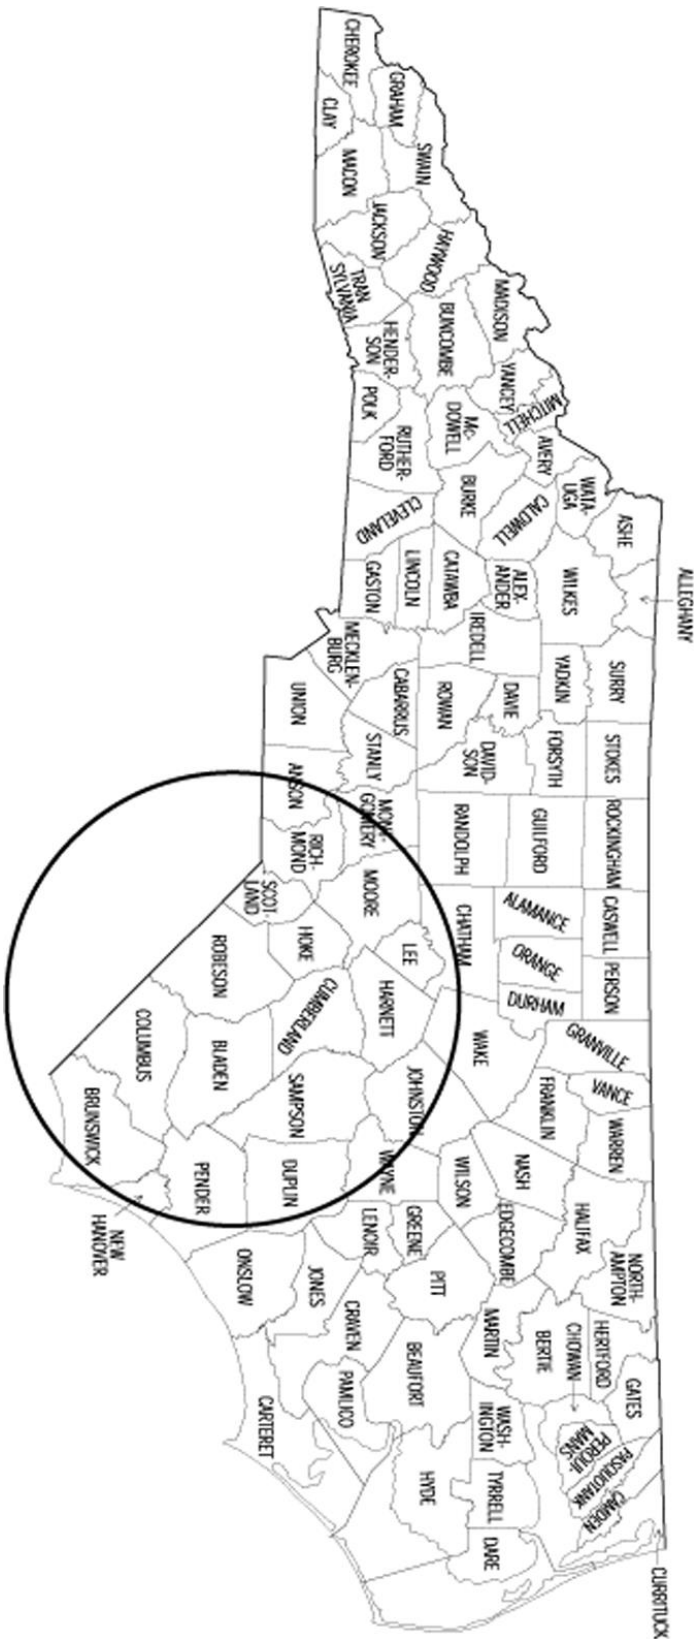 ALLEGHANY
ASHE
SURRY
STOKES
ROCKINGHAM
CASWELL
PERSON
GRANVILLE
VANCE
WARREN
NORTH-
AMPTON
HERTFORD
GATES
CURRITUCK
CAMDEN
PASQUOTANK
PERQUI-
MANS
CHOWAN
WATA-
UGA
WILKES
YADKIN
FORSYTH
GUILFORD
ALAMANCE
ORANGE
DURHAM
FRANKLIN
HALIFAX
BERTIE
MITCHELL
AVERY
CALDWELL
ALEX-
ANDER
IREDELL
DAVIE
DAVID-
SON
RANDOLPH
CHATHAM
WAKE
NASH
EDGECOMBE
MARTIN
WASH-
INGTON
TYRRELL
DARE
MADISON
YANCEY
Mc-
DOWELL
BURKE
CATAWBA
ROWAN
WILSON
PITT
BEAUFORT
HYDE
SWAIN
HAYWOOD
BUNCOMBE
RUTHER-
FORD
CLEVELAND
LINCOLN
GASTON
CABARRUS
STANLY
MONT-
GOMERY
MOORE
LEE
HARNETT
JOHNSTON
WAYNE
GREENE
LENOIR
CRAVEN
PAMLICO
GRAHAM
CHEROKEE
CLAY
MACON
JACKSON
TRAN
SYLVANIA
HENDER-
SON
POLK
MECKLEN-
BURG
UNION
ANSON
RICH-
MOND
SCOT-
LAND
HOKE
CUMBERLAND
SAMPSON
DUPLIN
JONES
ONSLOW
CARTERET
ROBESON
BLADEN
PENDER
COLUMBUS
BRUNSWICK
NEW
HANOVER